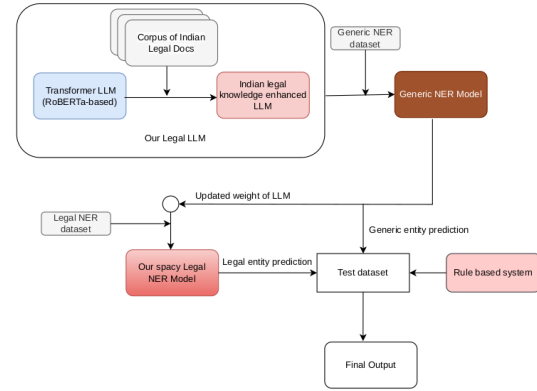 Corpus of Indian
Legal Docs
Generic NER
dataset
Transformer LLM
(RoBERTa-based)
Indian legal
knowledge enhanced
LLM
Generic NER Model
Our Legal LLM
Updated weight of LLM
Legal NER
dataset
Generic entity prediction
Our spacy Legal
NER Model
Legal entity prediction
Test dataset
Rule based system
Final Output